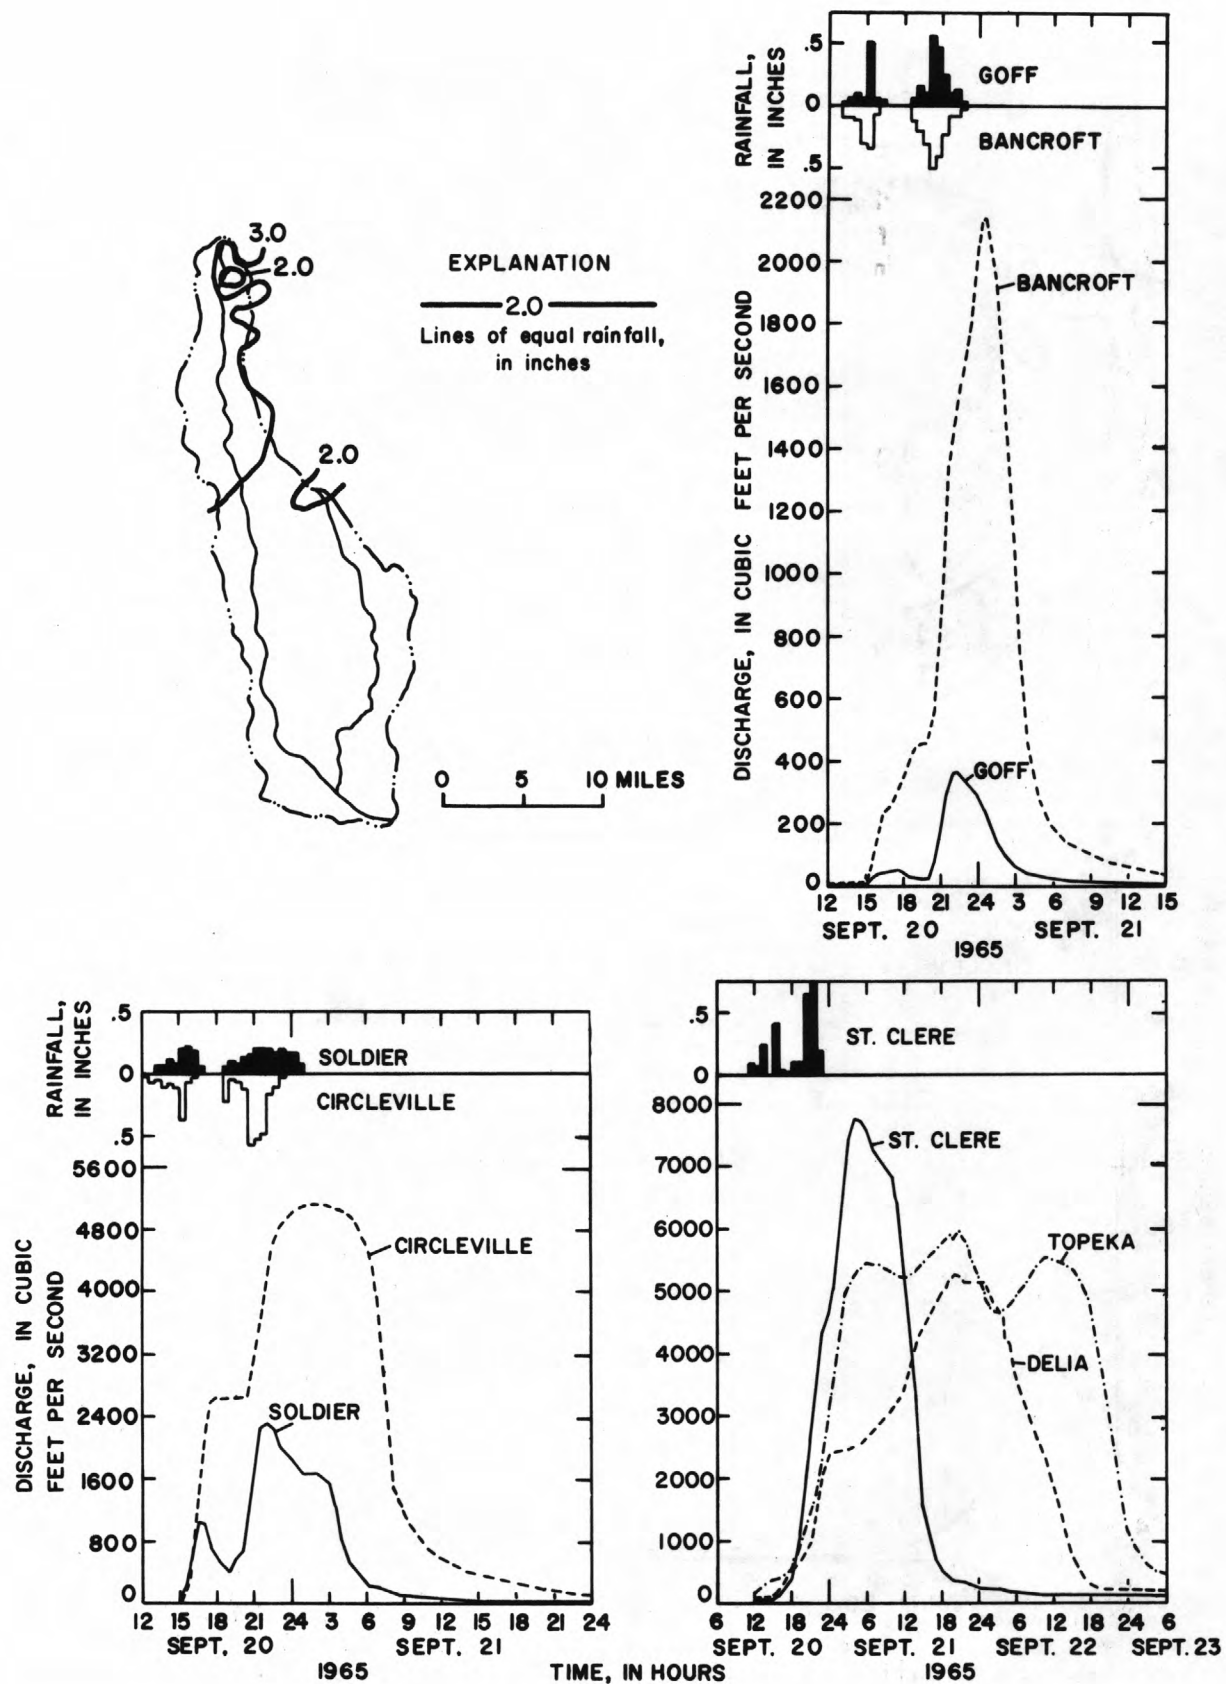 RAINFALL,
IN INCHES
.5
0
.5
GOFF
BANCROFT
2200
2000
1800
1600
1400
1200
1000
800
600
400
200
0
DISCHARGE, IN CUBIC FEET PER SECOND
BANCROFT
GOFF
12 15 18 21 24 3 6 9 12 15
SEPT. 20 SEPT. 21
1965
3.0
2.0
2.0
EXPLANATION
2.0
Lines of equal rainfall,
in inches
0 5 10 MILES
RAINFALL,
IN INCHES
.5
0
.5
SOLDIER
CIRCLEVILLE
5600
4800
4000
3200
2400
1600
800
0
DISCHARGE, IN CUBIC
FEET PER SECOND
CIRCLEVILLE
SOLDIER
12 15 18 21 24 3 6 9 12 15 18 21 24
SEPT. 20 SEPT. 21
1965
.5
0
ST. CLERE
8000
7000
6000
5000
4000
3000
2000
1000
0
ST. CLERE
TOPEKA
DELIA
6 12 18 24 6 12 18 24 6 12 18 24 6
SEPT. 20 SEPT. 21 SEPT. 22 SEPT. 23
1965
TIME, IN HOURS